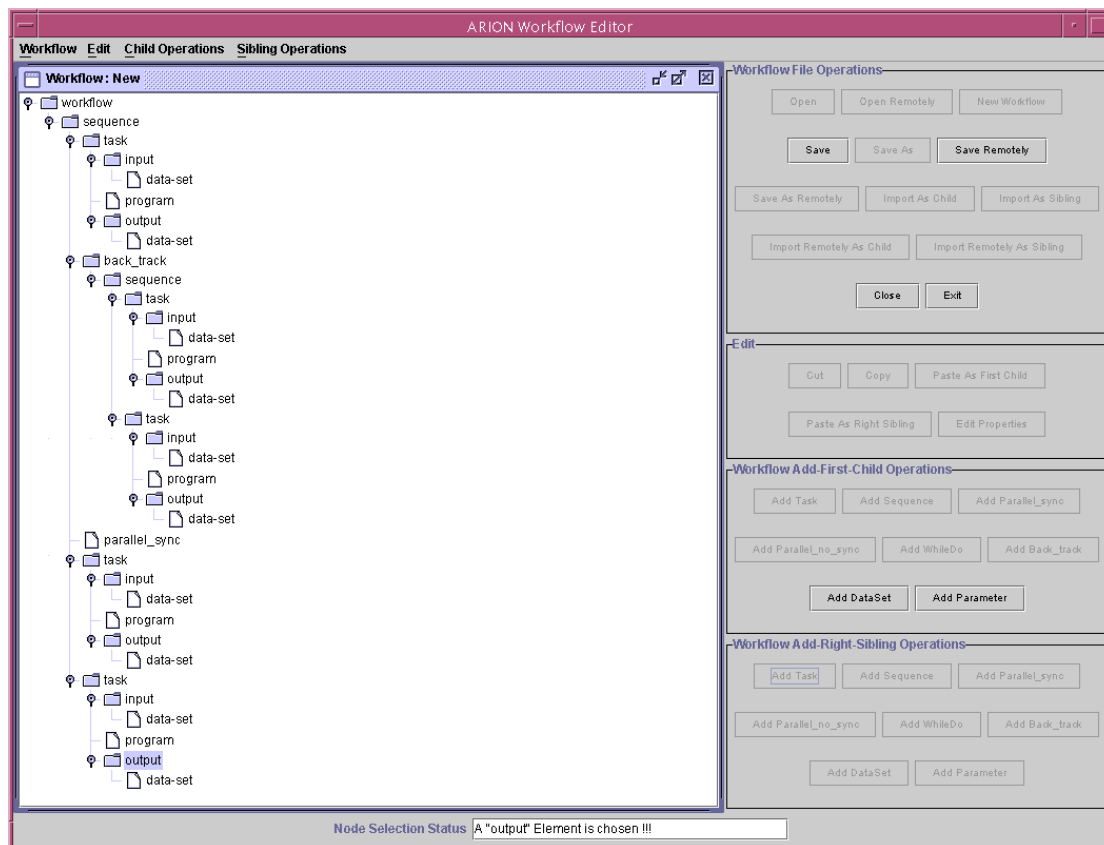 ARION Workflow Editor
Workflow Edit Child Operations Sibling Operations
Workflow : New
workflow
sequence
task
input
data-set
program
output
data-set
back_track
sequence
task
input
data-set
program
output
data-set
task
input
data-set
program
output
data-set
parallel_sync
task
input
data-set
program
output
data-set
task
input
data-set
program
output
data-set
Workflow File Operations
Open Open Remotely New Workflow
Save Save As Save Remotely
Save As Remotely Import As Child Import As Sibling
Import Remotely As Child Import Remotely As Sibling
Close Exit
Edit
Cut Copy Paste As First Child
Paste As Right Sibling Edit Properties
Workflow Add-First-Child Operations
Add Task Add Sequence Add Parallel_sync
Add Parallel_no_sync Add WhileDo Add Back_track
Add DataSet Add Parameter
Workflow Add-Right-Sibling Operations
Add Task Add Sequence Add Parallel_sync
Add Parallel_no_sync Add WhileDo Add Back_track
Add DataSet Add Parameter
Node Selection Status A "output" Element is chosen !!!